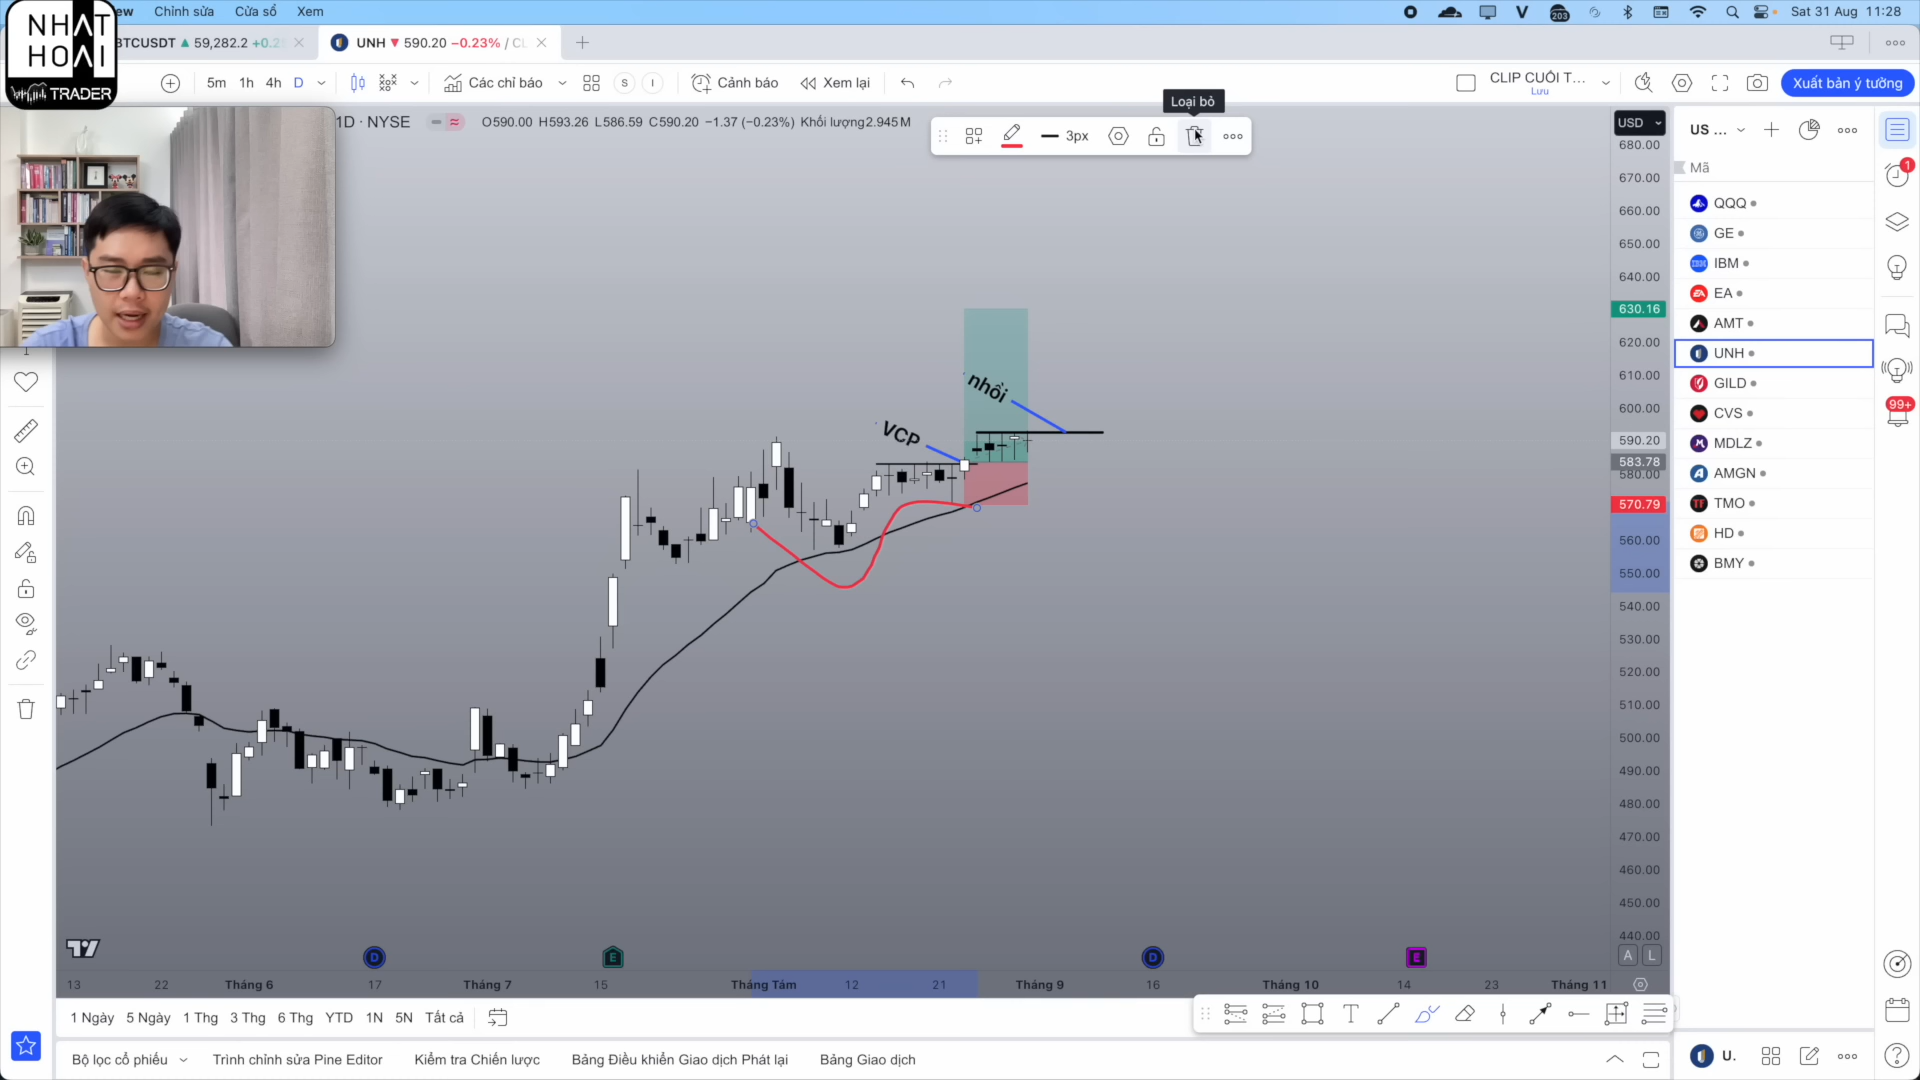 ew Chỉnh sửa Cửa sổ Xem
203
Sat 31 Aug 11:28
NHAT
HOAI
TRADER
BTCUSDT ▲ 59,282.2 +0.2
UNH ▼ 590.20 −0.23% / CL
5m 1h 4h D
Các chỉ báo
S I
Cảnh báo
Xem lại
CLIP CUỐI T...
Lưu
Xuất bản ý tưởng
Loại bỏ
1D · NYSE
O590.00 H593.26 L586.59 C590.20 −1.37 (−0.23%) Khối lượng2.945 M
3px
USD
680.00
670.00
660.00
650.00
640.00
630.16
620.00
610.00
600.00
590.20
583.78
580.00
570.79
560.00
550.00
540.00
530.00
520.00
510.00
500.00
490.00
480.00
470.00
460.00
450.00
440.00
A L
nhồi
VCP
US ...
Mã
QQQ
GE
IBM
EA
AMT
UNH
GILD
CVS
MDLZ
AMGN
TMO
HD
BMY
1
99+
D E D E
13 22 Tháng 6 17 Tháng 7 15 Tháng Tám 12 21 Tháng 9 16 Tháng 10 14 23 Tháng 11
1 Ngày 5 Ngày 1 Thg 3 Thg 6 Thg YTD 1N 5N Tất cả
Bộ lọc cổ phiếu Trình chỉnh sửa Pine Editor Kiểm tra Chiến lược Bảng Điều khiển Giao dịch Phát lại Bảng Giao dịch
U.